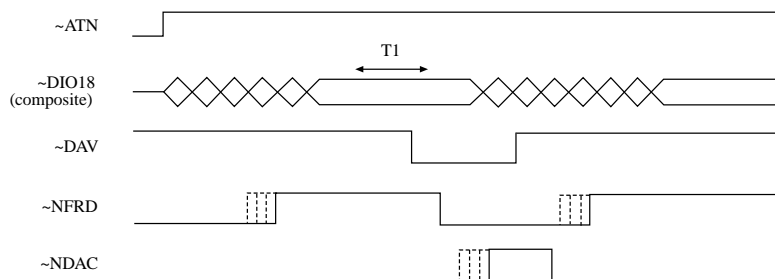 ~ATN
T1
~DIO18
(composite)
~DAV
~NFRD
~NDAC